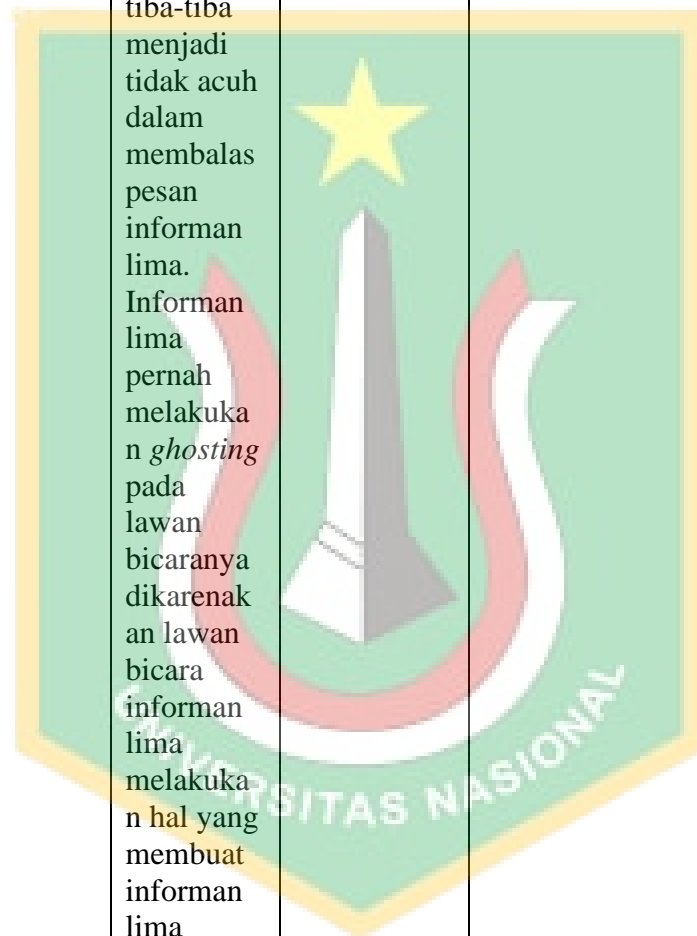 tiba-tiba
menjadi
tidak acuh
dalam
membalas
pesan
informan
lima.
Informan
lima
pernah
melakuka
n ghosting
pada
lawan
bicaranya
dikarenak
an lawan
bicara
informan
lima
melakuka
n hal yang
membuat
informan
lima
UNIVERSITAS NASIONAL